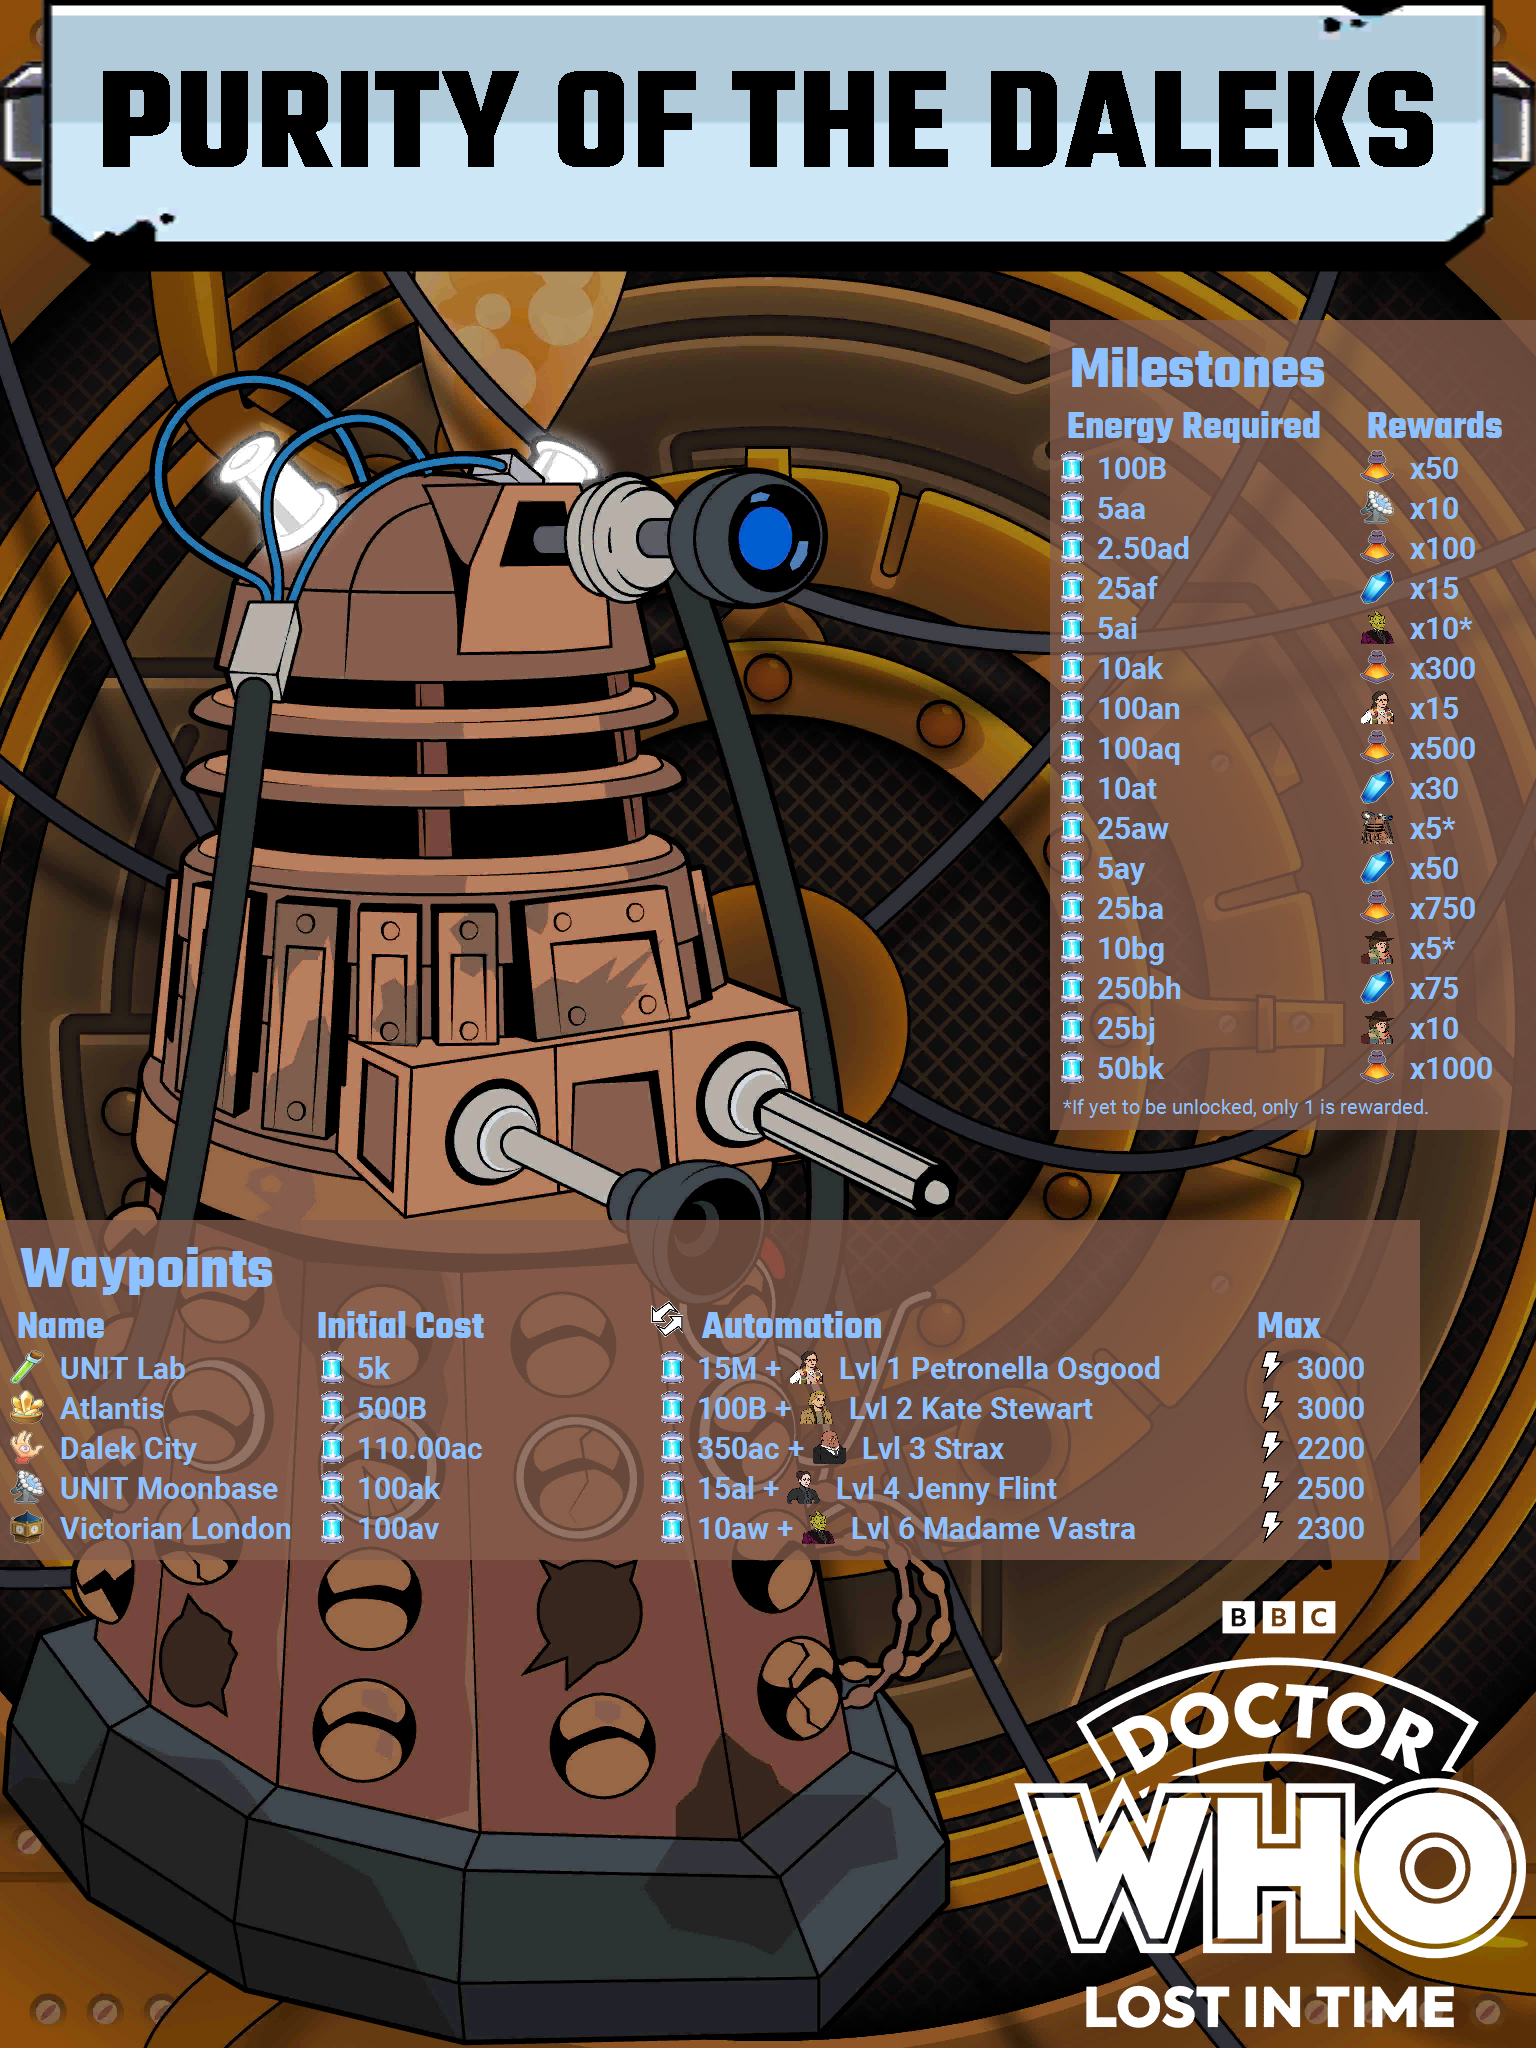 PURITY OF THE DALEKS
Milestones
Energy Required Rewards
100B x50
5aa x10
2.50ad x100
25af x15
5ai x10*
10ak x300
100an x15
100aq x500
10at x30
25aw x5*
5ay x50
25ba x750
10bg x5*
250bh x75
25bj x10
50bk x1000
*If yet to be unlocked, only 1 is rewarded.
Waypoints
Name Initial Cost Automation Max
UNIT Lab 5k 15M + Lvl 1 Petronella Osgood 3000
Atlantis 500B 100B + Lvl 2 Kate Stewart 3000
Dalek City 110.00ac 350ac + Lvl 3 Strax 2200
UNIT Moonbase 100ak 15al + Lvl 4 Jenny Flint 2500
Victorian London 100av 10aw + Lvl 6 Madame Vastra 2300
BBC
DOCTOR
WHO
LOST IN TIME